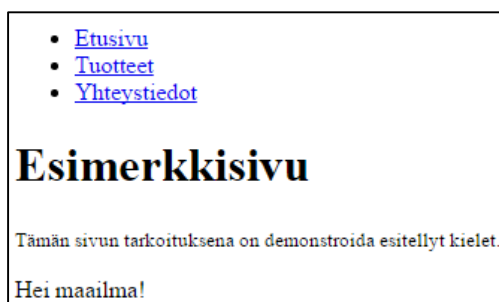 Etusivu
Tuotteet
Yhteystiedot
Esimerkkisivu
Tämän sivun tarkoituksena on demonstroida esitellyt kielet.
Hei maailma!